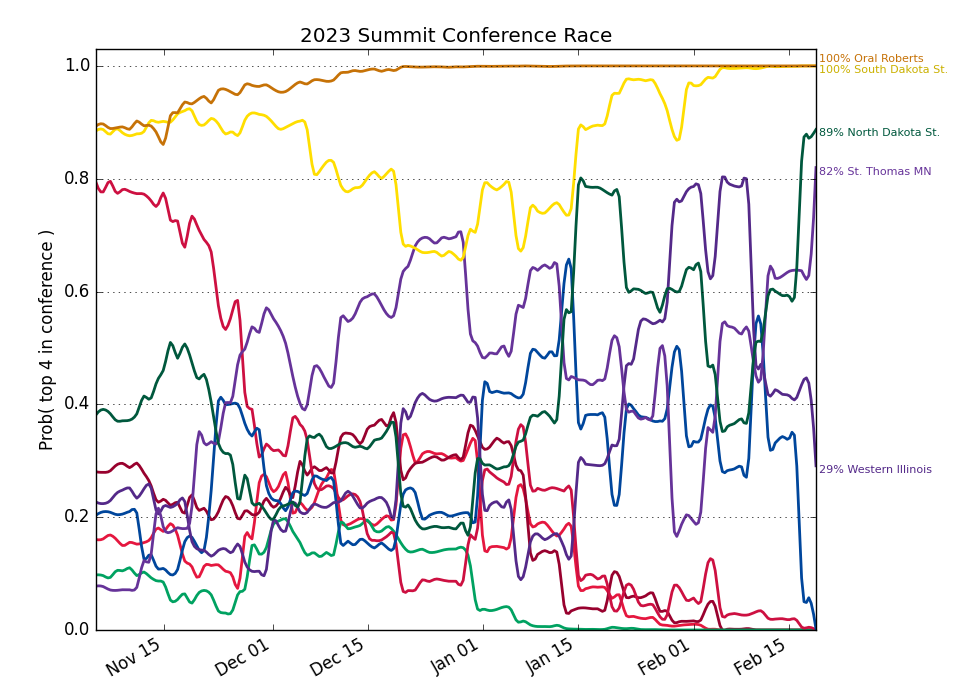 2023 Summit Conference Race
Prob( top 4 in conference )
1.0
0.8
0.6
0.4
0.2
0.0
Nov 15
Dec 01
Dec 15
Jan 01
Jan 15
Feb 01
Feb 15
100% Oral Roberts
100% South Dakota St.
89% North Dakota St.
82% St. Thomas MN
29% Western Illinois